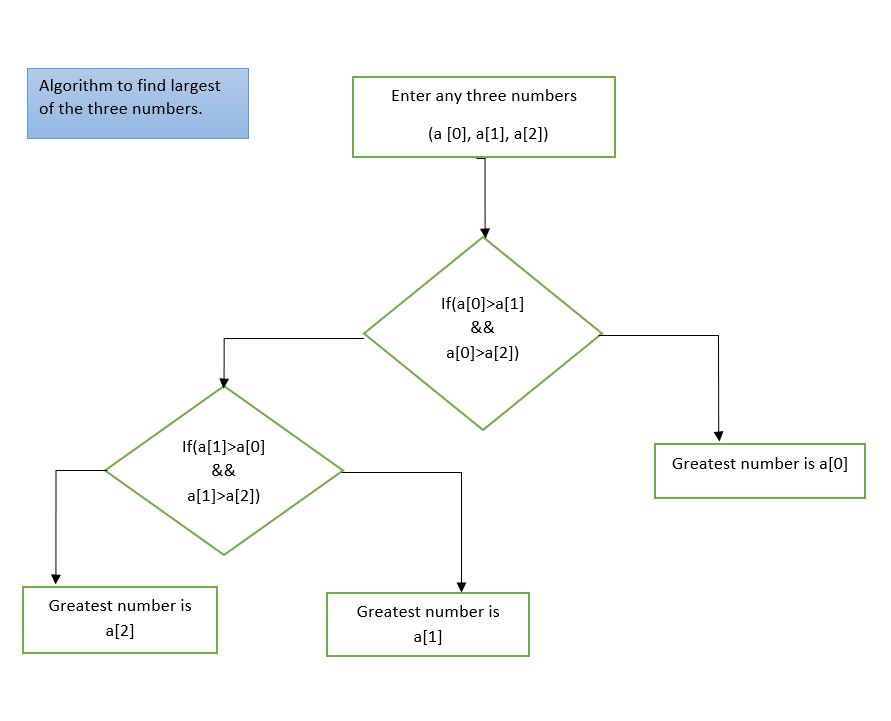 Algorithm to find largest
of the three numbers.
Enter any three numbers
(a [0], a[1], a[2])
If(a[0]>a[1]
&&
a[0]>a[2])
If(a[1]>a[0]
&&
a[1]>a[2])
Greatest number is a[0]
Greatest number is
a[2]
Greatest number is
a[1]